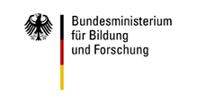 Bundesministerium
für Bildung
und Forschung